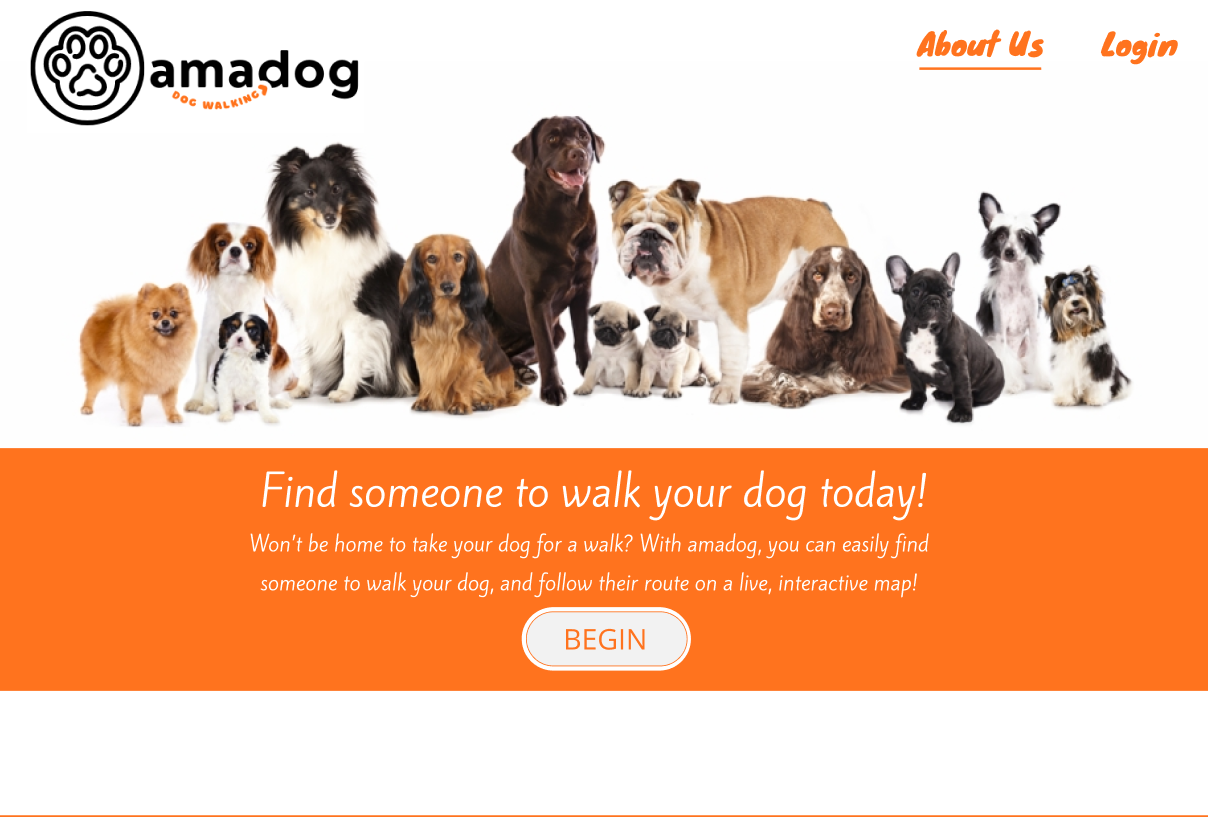 amadog
DOG WALKING
About Us
Login
Find someone to walk your dog today!
Won't be home to take your dog for a walk? With amadog, you can easily find
someone to walk your dog, and follow their route on a live, interactive map!
BEGIN